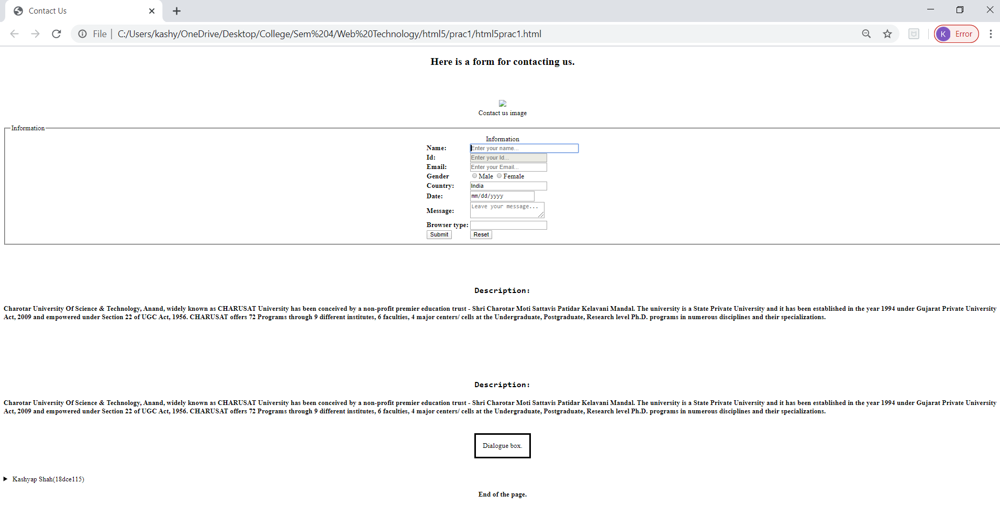 Contact Us
File | C:/Users/kashy/OneDrive/Desktop/College/Sem%204/Web%20Technology/html5/prac1/html5prac1.html
K Error
Here is a form for contacting us.
Contact us image
Information
Information
Name: Enter your name...
Id: Enter your Id...
Email: Enter your Email...
Gender Male Female
Country: India
Date: mm/dd/yyyy
Message: Leave your message...
Browser type:
Submit Reset
Description:
Charotar University Of Science & Technology, Anand, widely known as CHARUSAT University has been conceived by a non-profit premier education trust - Shri Charotar Moti Sattavis Patidar Kelavani Mandal. The university is a State Private University and it has been established in the year 1994 under Gujarat Private University
Act, 2009 and empowered under Section 22 of UGC Act, 1956. CHARUSAT offers 72 Programs through 9 different institutes, 6 faculties, 4 major centers/ cells at the Undergraduate, Postgraduate, Research level Ph.D. programs in numerous disciplines and their specializations.
Description:
Charotar University Of Science & Technology, Anand, widely known as CHARUSAT University has been conceived by a non-profit premier education trust - Shri Charotar Moti Sattavis Patidar Kelavani Mandal. The university is a State Private University and it has been established in the year 1994 under Gujarat Private University
Act, 2009 and empowered under Section 22 of UGC Act, 1956. CHARUSAT offers 72 Programs through 9 different institutes, 6 faculties, 4 major centers/ cells at the Undergraduate, Postgraduate, Research level Ph.D. programs in numerous disciplines and their specializations.
Dialogue box.
Kashyap Shah(18dce115)
End of the page.